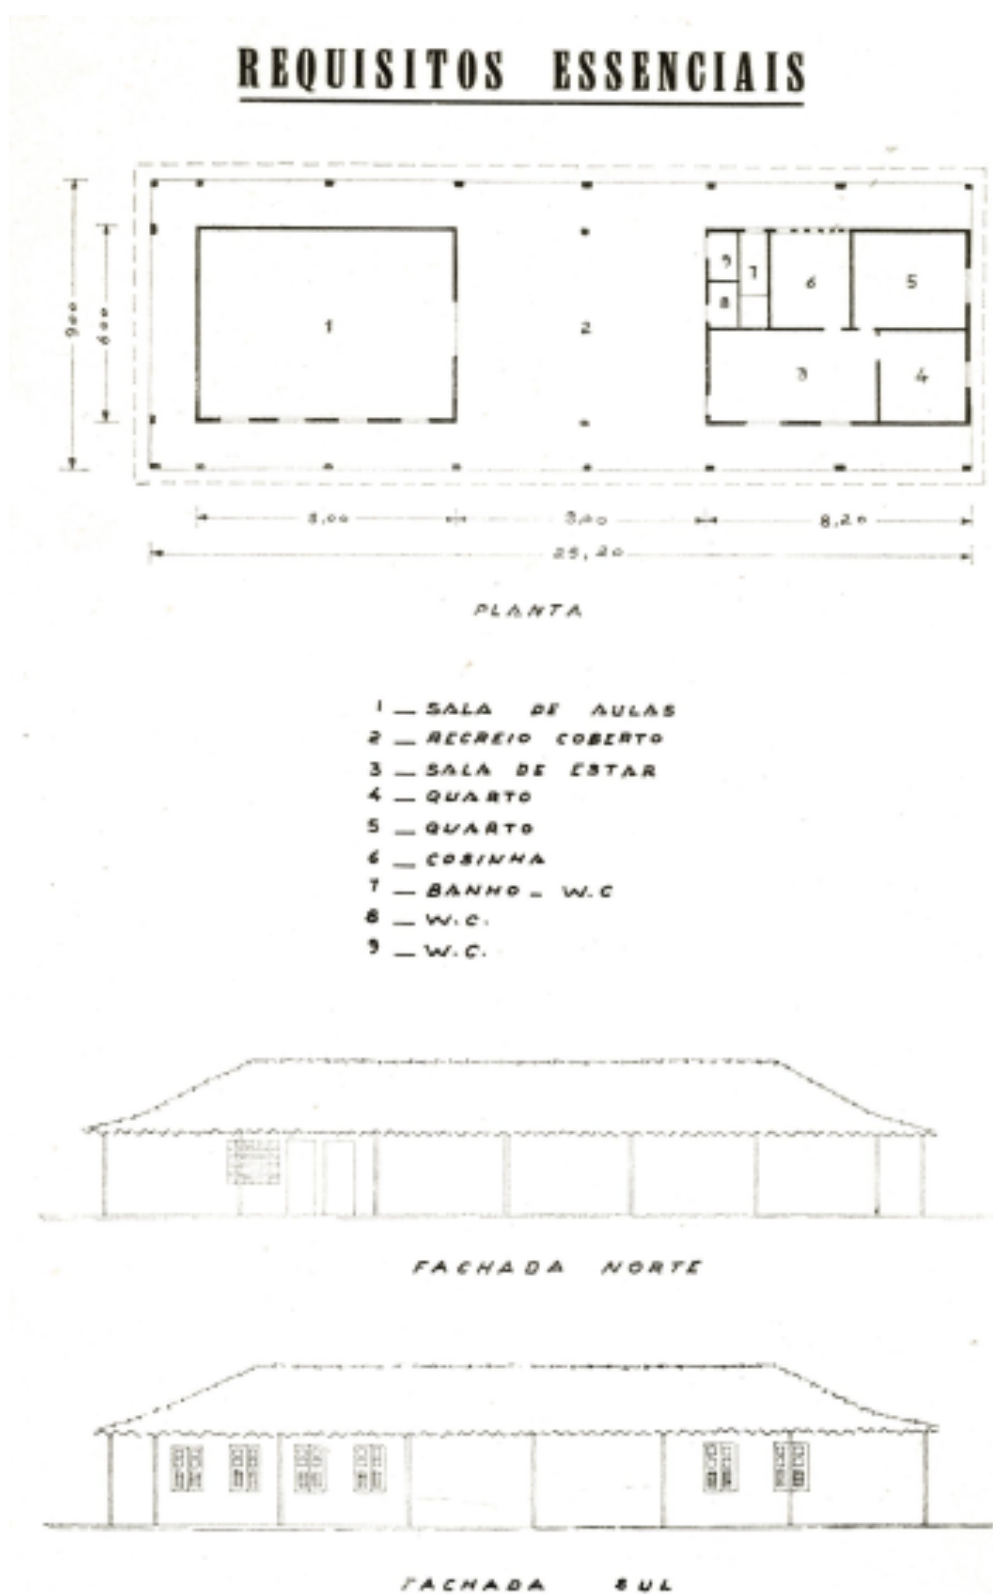 REQUISITOS ESSENCIAIS
900
600
1
2
3
4
5
6
7
8
9
8,00
8,20
25,20
PLANTA
1 _ SALA DE AULAS
2 _ RECREIO COBERTO
3 _ SALA DE ESTAR
4 _ QUARTO
5 _ QUARTO
6 _ COSINHA
7 _ BANHO _ W.C
8 _ W.C.
9 _ W.C.
FACHADA NORTE
FACHADA SUL